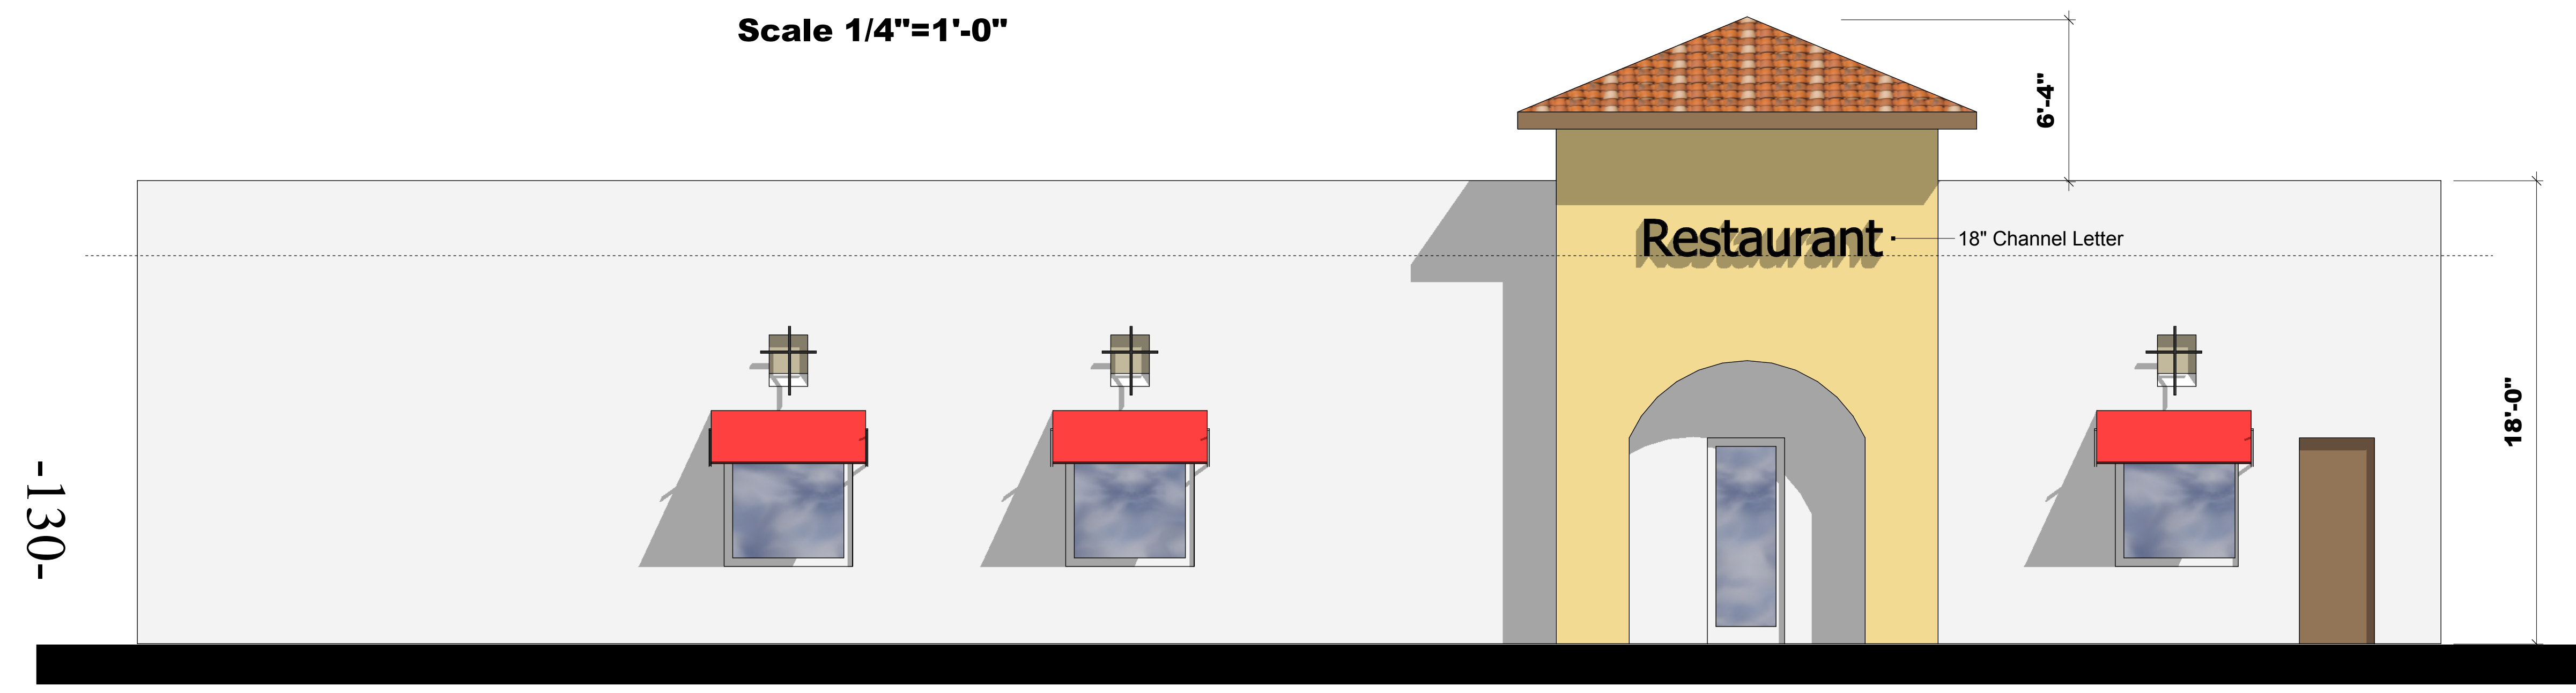 Scale 1/4"=1'-0"
6'-4"
Restaurant
18" Channel Letter
18'-0"
-130-